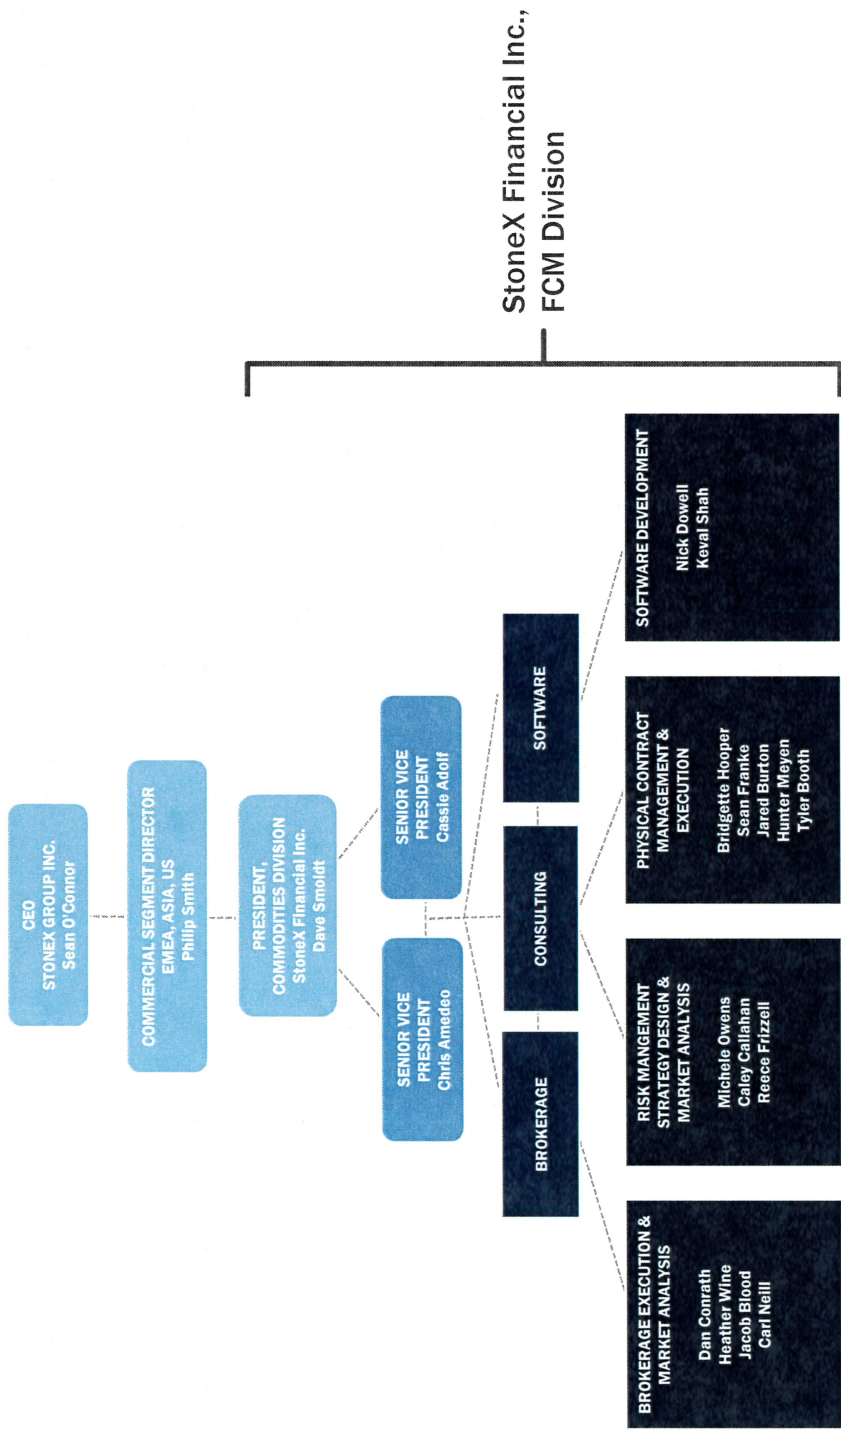 CEO
STONEX GROUP INC.
Sean O'Connor
COMMERCIAL SEGMENT DIRECTOR
EMEA, ASIA, US
Philip Smith
PRESIDENT,
COMMODITIES DIVISION
StoneX Financial Inc.
Dave Smoldt
SENIOR VICE
PRESIDENT
Chris Amedeo
SENIOR VICE
PRESIDENT
Cassie Adolf
BROKERAGE
CONSULTING
SOFTWARE
BROKERAGE EXECUTION &
MARKET ANALYSIS
Dan Conrath
Heather Wine
Jacob Blood
Carl Neill
RISK MANGEMENT
STRATEGY DESIGN &
MARKET ANALYSIS
Michele Owens
Caley Callahan
Reece Frizzell
PHYSICAL CONTRACT
MANAGEMENT &
EXECUTION
Bridgette Hooper
Sean Franke
Jared Burton
Hunter Meyen
Tyler Booth
SOFTWARE DEVELOPMENT
Nick Dowell
Keval Shah
StoneX Financial Inc.,
FCM Division